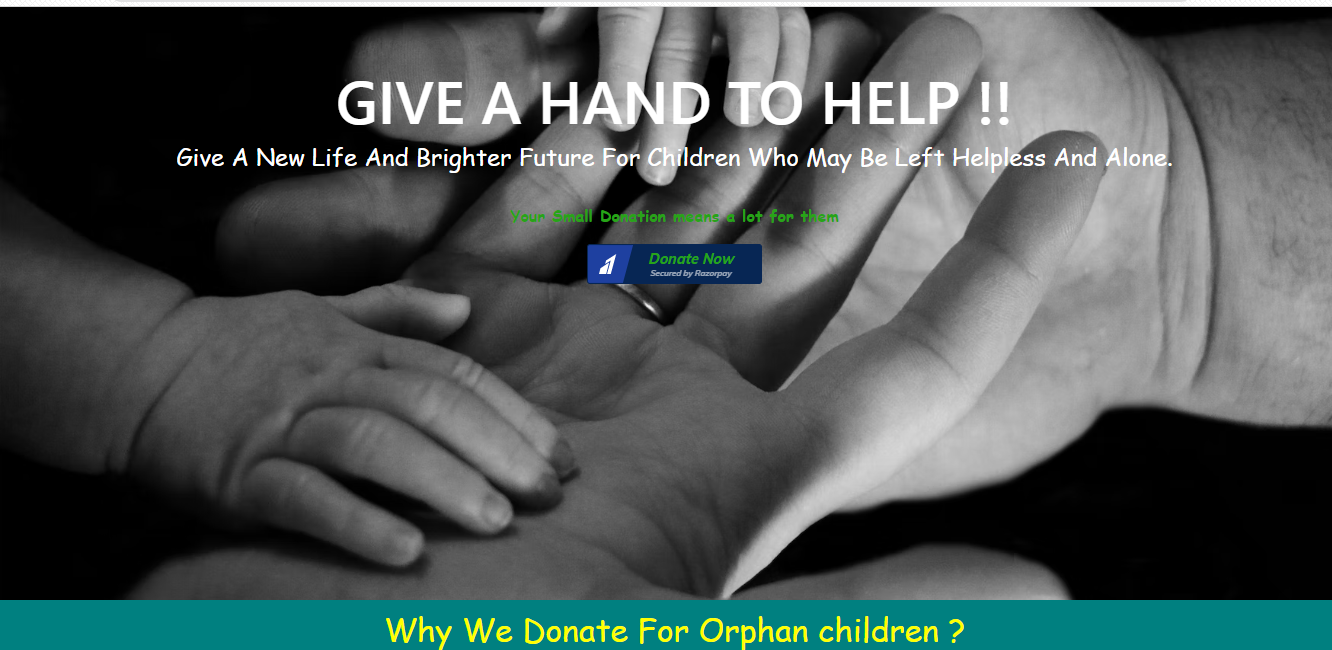 GIVE A HAND TO HELP !!
Give A New Life And Brighter Future For Children Who May Be Left Helpless And Alone.
Your Small Donation means a lot for them
Donate Now
Secured by Razorpay
Why We Donate For Orphan children ?